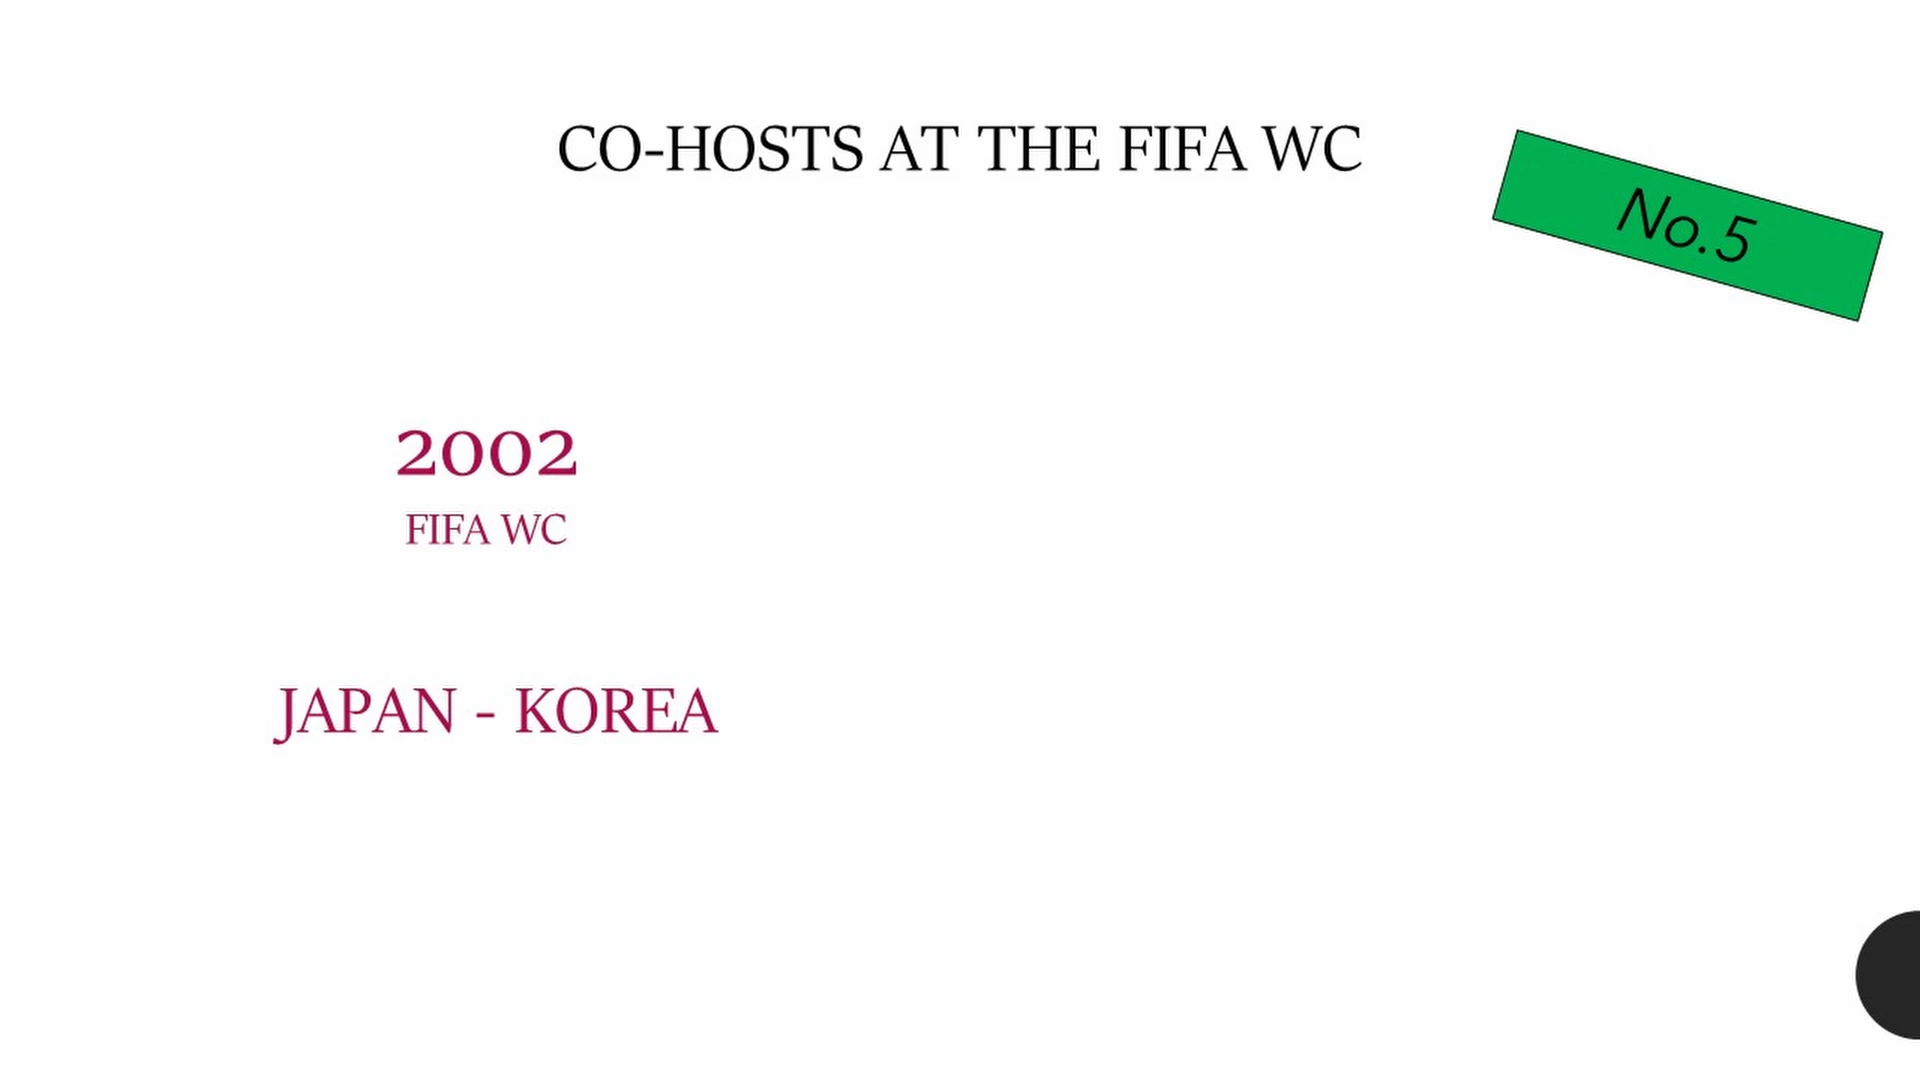 CO-HOSTS AT THE FIFA WC
No.5
2002
FIFA WC
JAPAN - KOREA